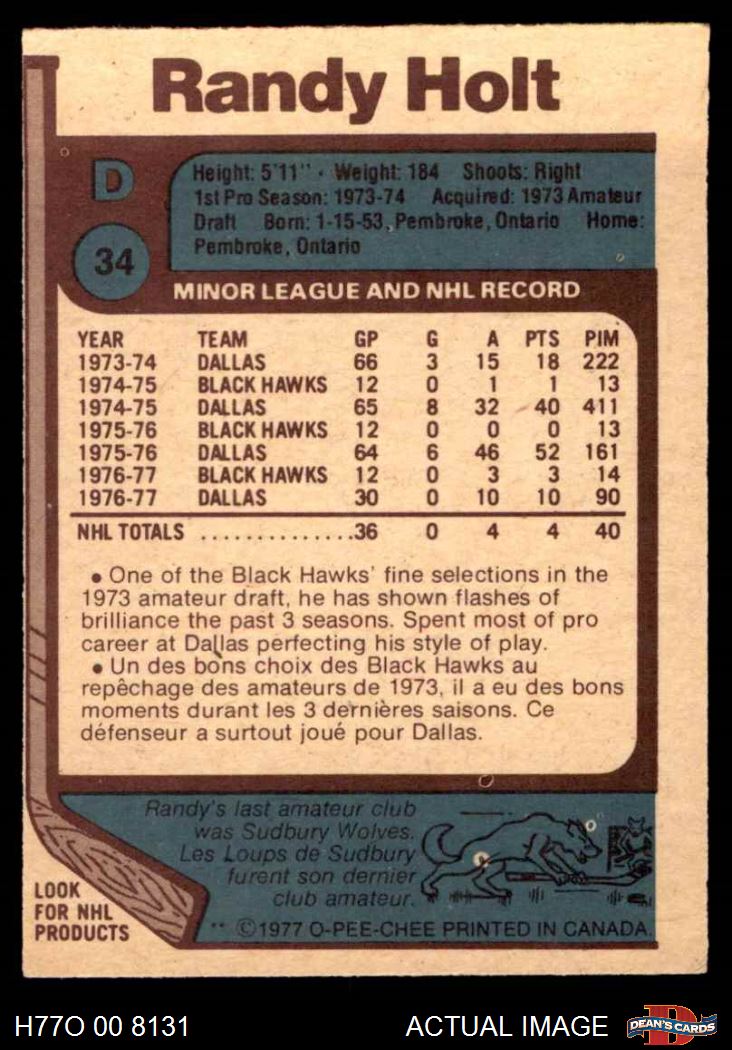 Randy Holt
D
34
Height: 5'11" · Weight: 184 Shoots: Right
1st Pro Season: 1973-74 Acquired: 1973 Amateur
Draft Born: 1-15-53, Pembroke, Ontario Home:
Pembroke, Ontario
MINOR LEAGUE AND NHL RECORD
YEAR TEAM GP G A PTS PIM
1973-74 DALLAS 66 3 15 18 222
1974-75 BLACK HAWKS 12 0 1 1 13
1974-75 DALLAS 65 8 32 40 411
1975-76 BLACK HAWKS 12 0 0 0 13
1975-76 DALLAS 64 6 46 52 161
1976-77 BLACK HAWKS 12 0 3 3 14
1976-77 DALLAS 30 0 10 10 90
NHL TOTALS ..............36 0 4 4 40
• One of the Black Hawks' fine selections in the
1973 amateur draft, he has shown flashes of
brilliance the past 3 seasons. Spent most of pro
career at Dallas perfecting his style of play.
• Un des bons choix des Black Hawks au
repêchage des amateurs de 1973, il a eu des bons
moments durant les 3 dernières saisons. Ce
défenseur a surtout joué pour Dallas.
Randy's last amateur club
was Sudbury Wolves.
Les Loups de Sudbury
furent son dernier
club amateur.
LOOK
FOR NHL
PRODUCTS
** ©1977 O-PEE-CHEE PRINTED IN CANADA
H77O 00 8131
ACTUAL IMAGE
D
DEAN'S CARDS